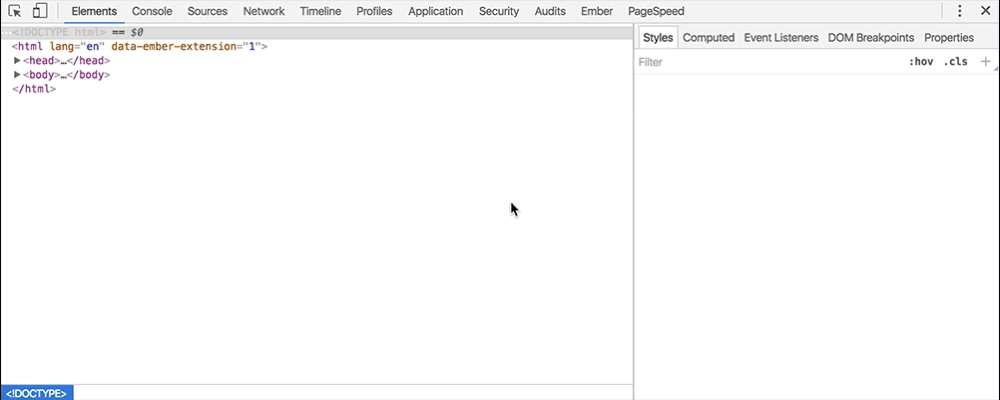 Elements Console Sources Network Timeline Profiles Application Security Audits Ember PageSpeed
<!DOCTYPE html> == $0
<html lang="en" data-ember-extension="1">
<head>…</head>
<body>…</body>
</html>
<!DOCTYPE>
Styles Computed Event Listeners DOM Breakpoints Properties
Filter :hov .cls